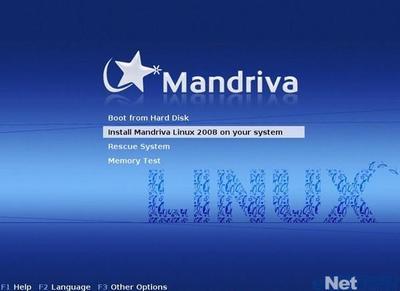 Mandriva
Boot from Hard Disk
Install Mandriva Linux 2008 on your system
Rescue System
Memory Test
LINUX
F1 Help F2 Language F3 Other Options